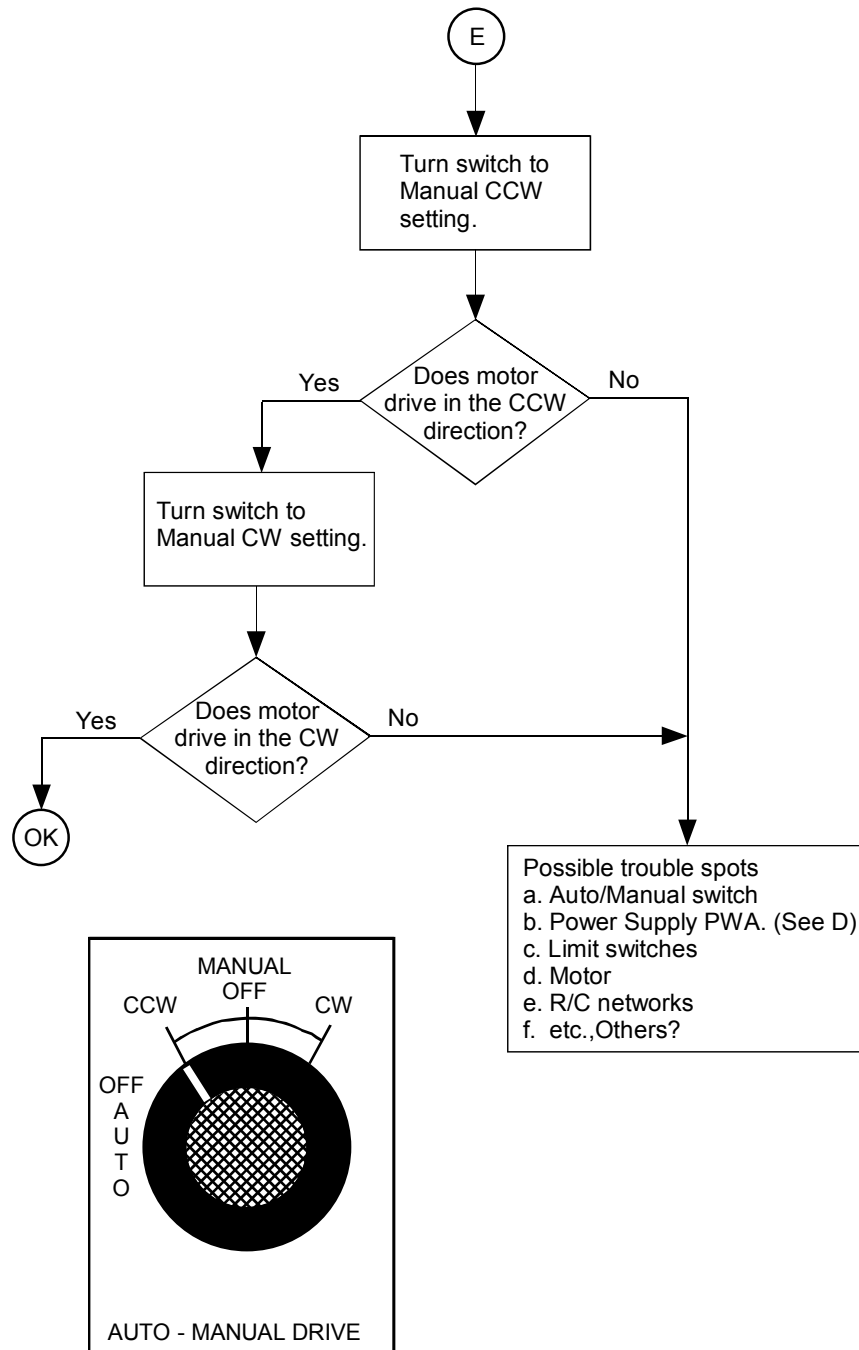 E
Turn switch to
Manual CCW
setting.
Does motor
drive in the CCW
direction?
Yes
No
Turn switch to
Manual CW setting.
Does motor
drive in the CW
direction?
Yes
No
OK
Possible trouble spots
a. Auto/Manual switch
b. Power Supply PWA. (See D)
c. Limit switches
d. Motor
e. R/C networks
f. etc.,Others?
MANUAL
OFF
CCW
CW
OFF
A
U
T
O
AUTO - MANUAL DRIVE